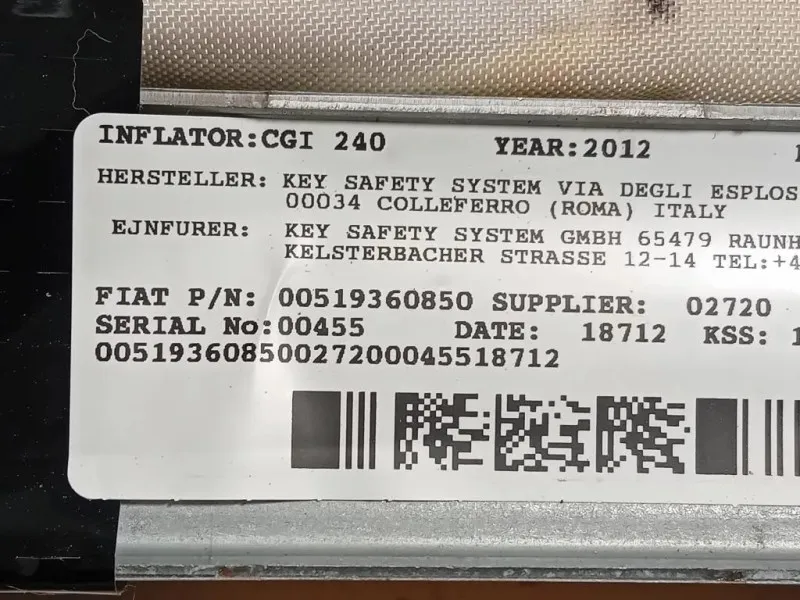 INFLATOR:CGI 240 YEAR:2012
HERSTELLER: KEY SAFETY SYSTEM VIA DEGLI ESPLOS
00034 COLLEFERRO (ROMA) ITALY
EJNFURER: KEY SAFETY SYSTEM GMBH 65479 RAUNH
KELSTERBACHER STRASSE 12-14 TEL:+4
FIAT P/N: 00519360850 SUPPLIER: 02720
SERIAL No:00455 DATE: 18712 KSS: 1
00519360850027200045518712